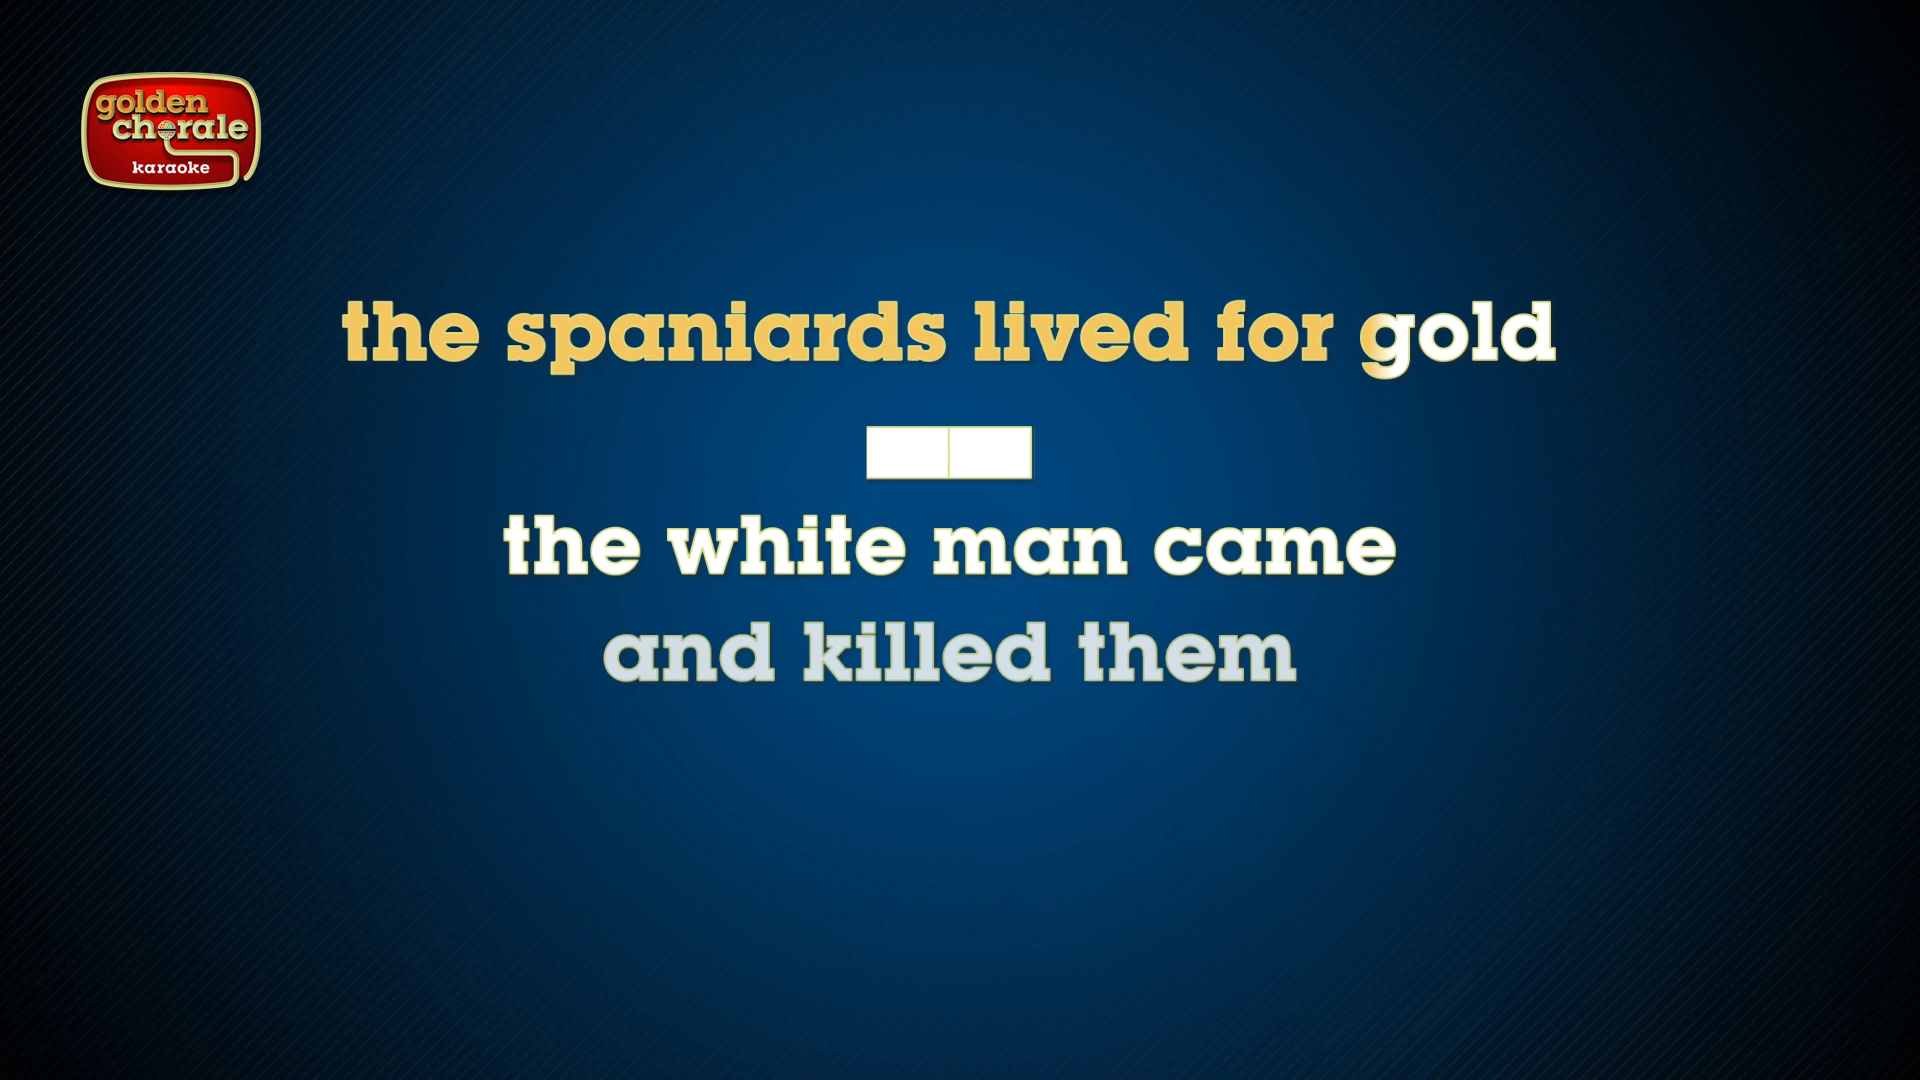 golden
chorale
karaoke
the spaniards lived for gold
the white man came
and killed them